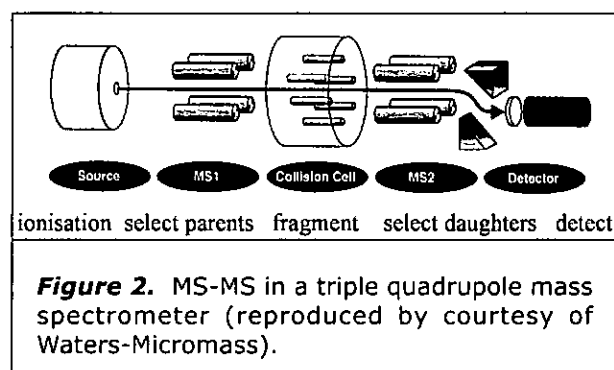 Source MS1 Collision Cell MS2 Detector
ionisation select parents fragment select daughters detect
Figure 2. MS-MS in a triple quadrupole mass
spectrometer (reproduced by courtesy of
Waters-Micromass).